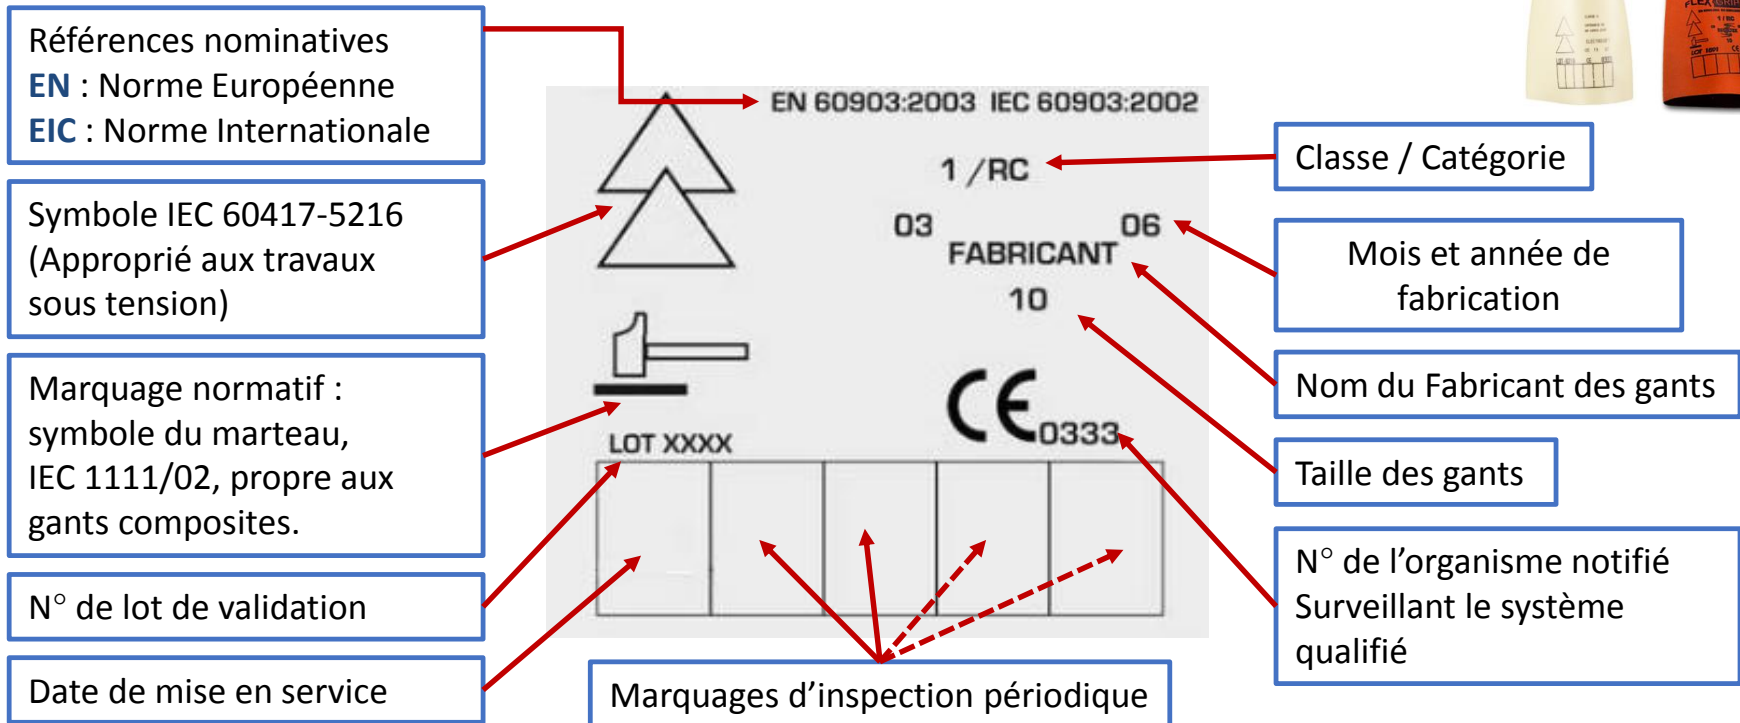 Références nominatives
EN : Norme Européenne
EIC : Norme Internationale
Symbole IEC 60417-5216
(Approprié aux travaux
sous tension)
Marquage normatif :
symbole du marteau,
IEC 1111/02, propre aux
gants composites.
N° de lot de validation
Date de mise en service
EN 60903:2003 IEC 60903:2002
1 /RC
03
06
FABRICANT
10
CE0333
LOT XXXX
Marquages d’inspection périodique
Classe / Catégorie
Mois et année de
fabrication
Nom du Fabricant des gants
Taille des gants
N° de l’organisme notifié
Surveillant le système
qualifié